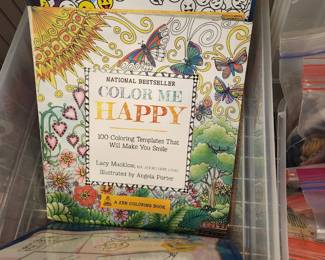 NATIONAL BESTSELLER
COLOR ME
HAPPY
100 Coloring Templates That
Will Make You Smile
Lacy Mucklow,
Illustrated by Angela Porter
A ZEN COLORING BOOK